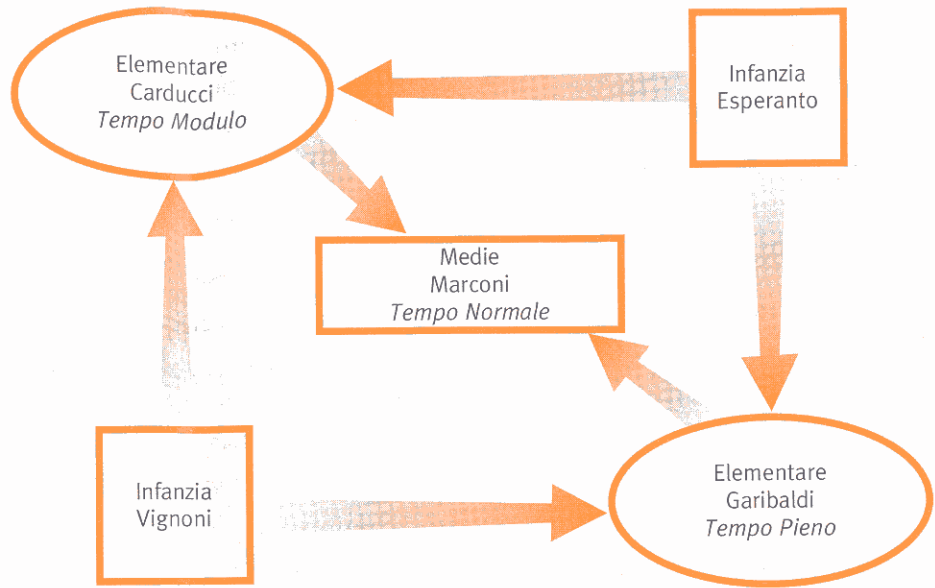 Elementare
Carducci
Tempo Modulo
Infanzia
Esperanto
Medie
Marconi
Tempo Normale
Infanzia
Vignoni
Elementare
Garibaldi
Tempo Pieno